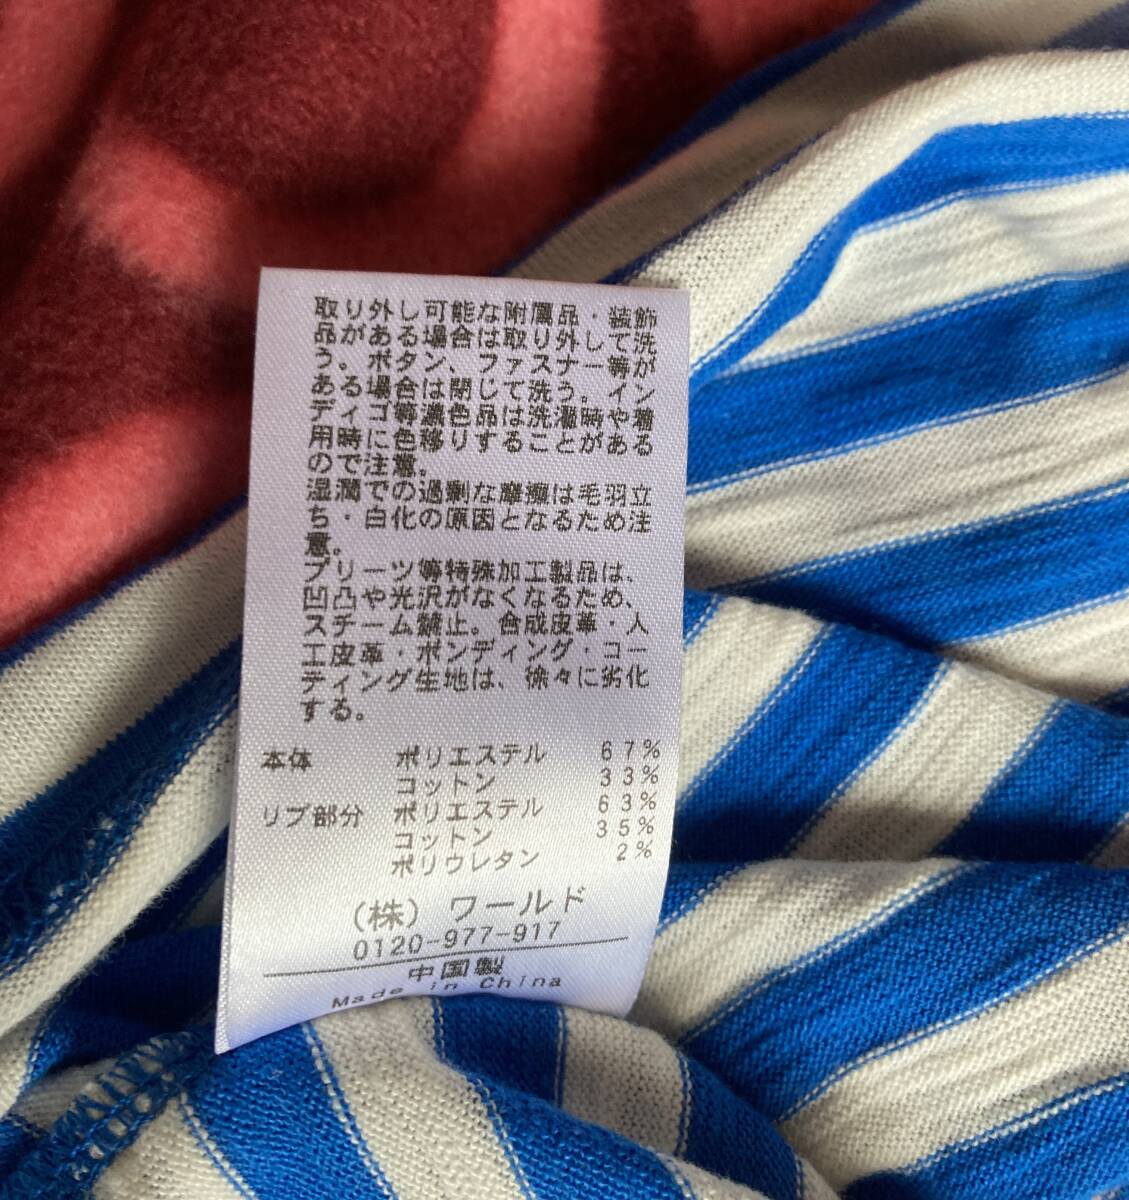 取り外し可能な附属品・装飾
品がある場合は取り外して洗
う。ボタン、ファスナー等が
ある場合は閉じて洗う。イン
ディゴ等濃色品は洗濯時や着
用時に色移りすることがある
ので注意。
湿潤での過剰な摩擦は毛羽立
ち・白化の原因となるため注
意。
プリーツ等特殊加工製品は、
凹凸や光沢がなくなるため、
スチーム禁止。合成皮革・人
工皮革・ボンディング・コー
ティング生地は、徐々に劣化
する。
本体 ポリエステル 67%
コットン 33%
リブ部分 ポリエステル 63%
コットン 35%
ポリウレタン 2%
(株) ワールド
0120-977-917
中国製
Made in China